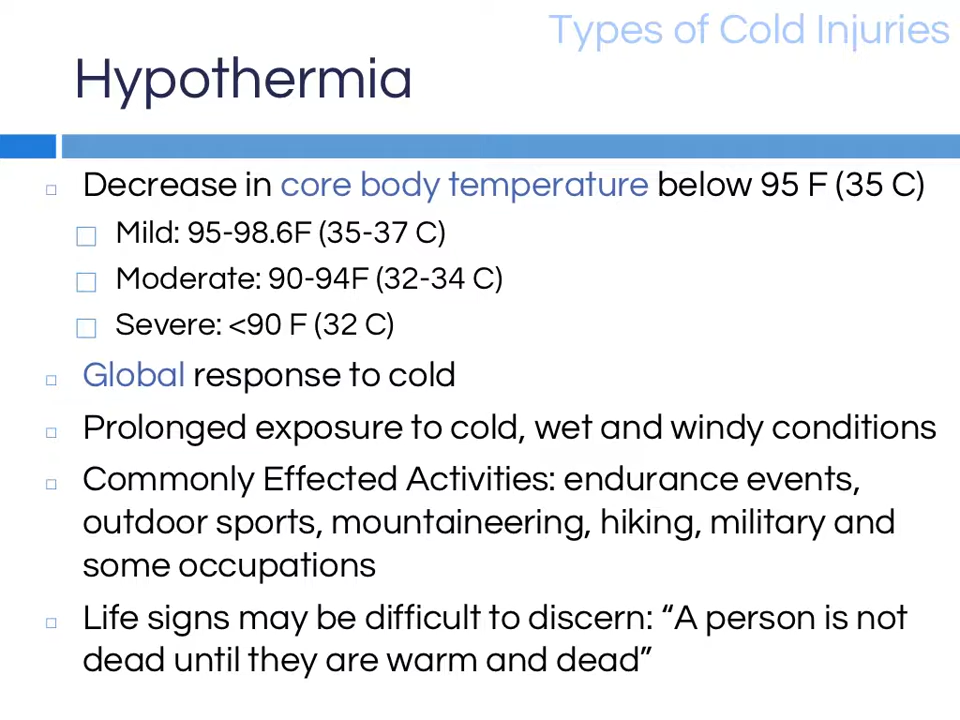 Types of Cold Injuries
Hypothermia
Decrease in core body temperature below 95 F (35 C)
Mild: 95-98.6F (35-37 C)
Moderate: 90-94F (32-34 C)
Severe: <90 F (32 C)
Global response to cold
Prolonged exposure to cold, wet and windy conditions
Commonly Effected Activities: endurance events,
outdoor sports, mountaineering, hiking, military and
some occupations
Life signs may be difficult to discern: “A person is not
dead until they are warm and dead”